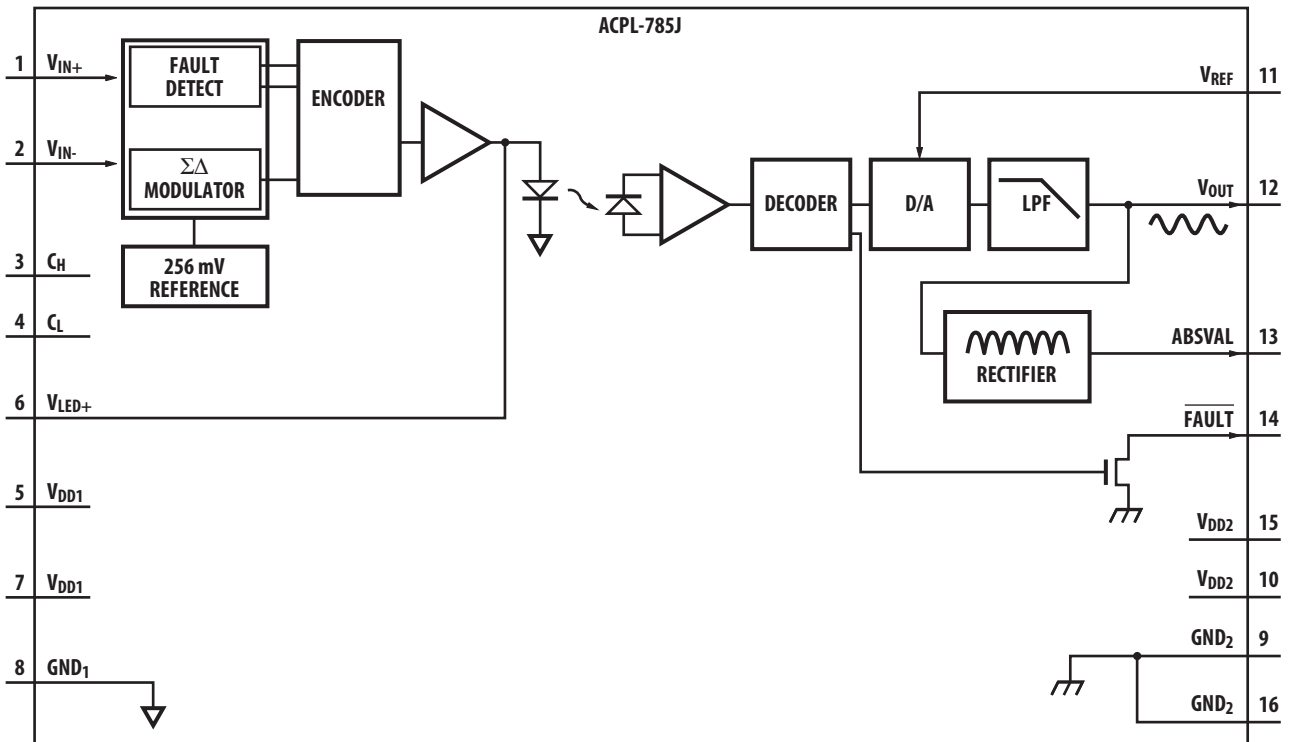 ACPL-785J
1 VIN+
FAULT
DETECT
ENCODER
VREF 11
2 VIN-
ΣΔ
MODULATOR
DECODER
D/A
LPF
VOUT 12
3 CH
256 mV
REFERENCE
4 CL
RECTIFIER
ABSVAL 13
6 VLED+
FAULT 14
5 VDD1
VDD2 15
7 VDD1
VDD2 10
GND2 9
8 GND1
GND2 16